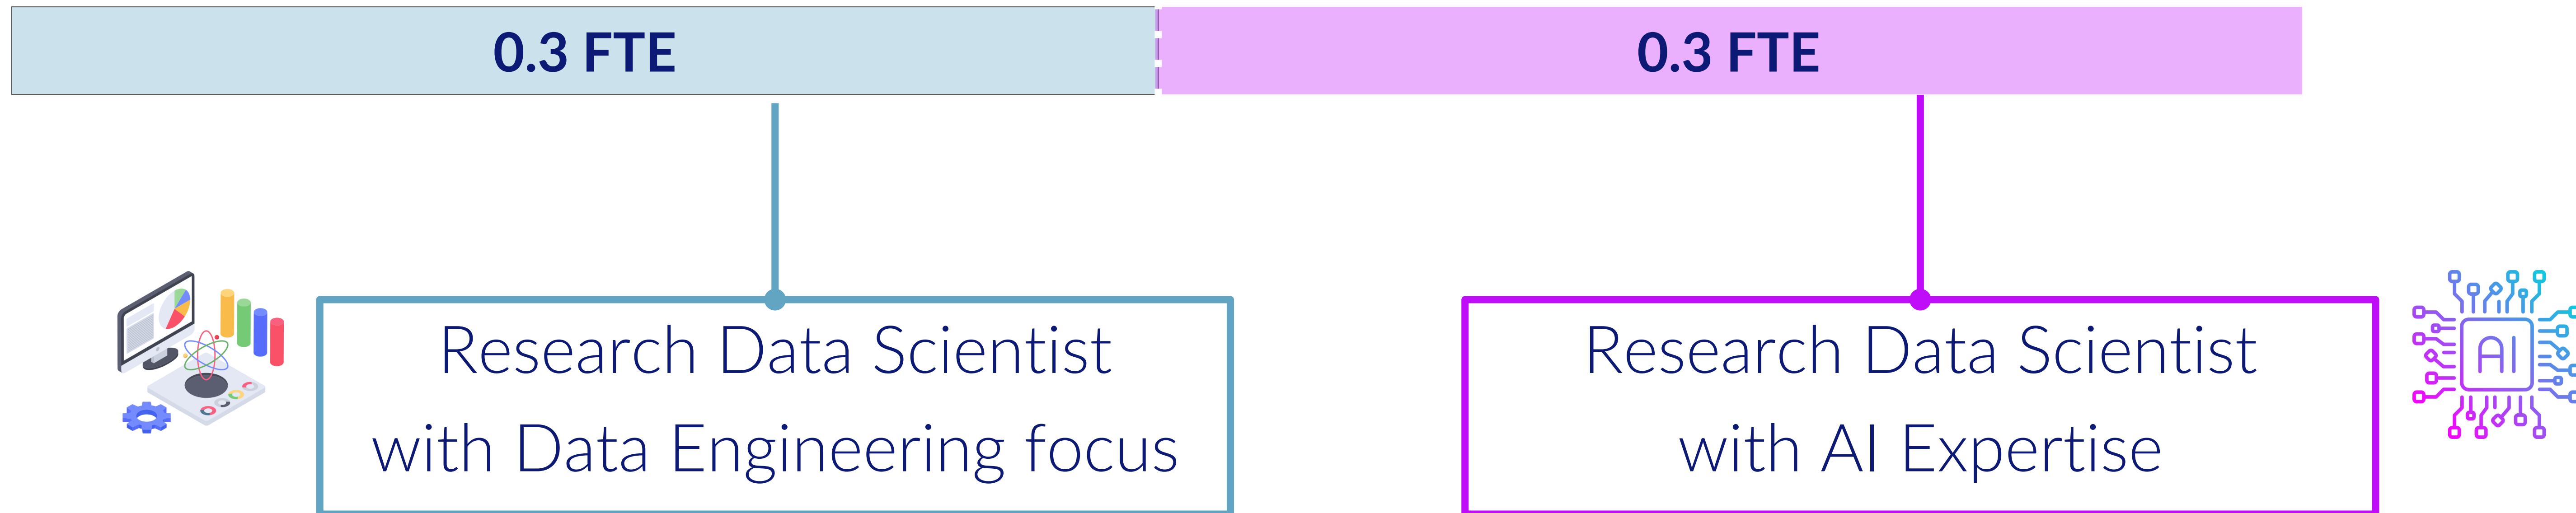 0.3 FTE
0.3 FTE
Research Data Scientist
with Data Engineering focus
Research Data Scientist
with AI Expertise
AI